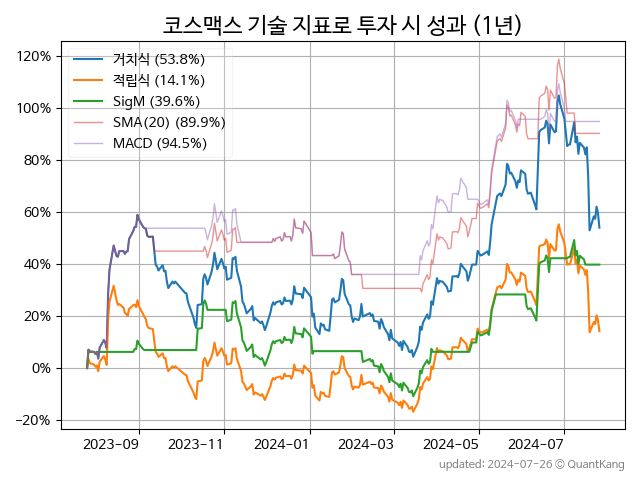 코스맥스 기술 지표로 투자 시 성과 (1년)
120%
100%
80%
60%
40%
20%
0%
−20%
거치식 (53.8%)
적립식 (14.1%)
SigM (39.6%)
SMA(20) (89.9%)
MACD (94.5%)
2023-09
2023-11
2024-01
2024-03
2024-05
2024-07
updated: 2024-07-26 © QuantKang